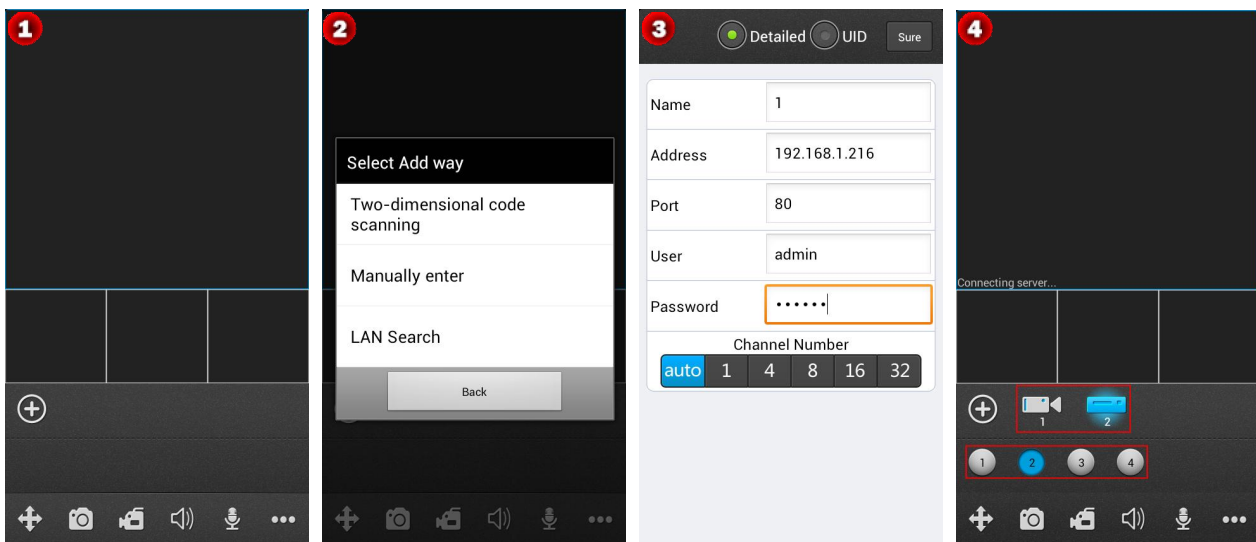 1
2
Select Add way
Two-dimensional code
scanning
Manually enter
LAN Search
Back
3
Detailed UID Sure
Name 1
Address 192.168.1.216
Port 80
User admin
Password ••••••
Channel Number
auto 1 4 8 16 32
4
Connecting server...
1 2
1 2 3 4